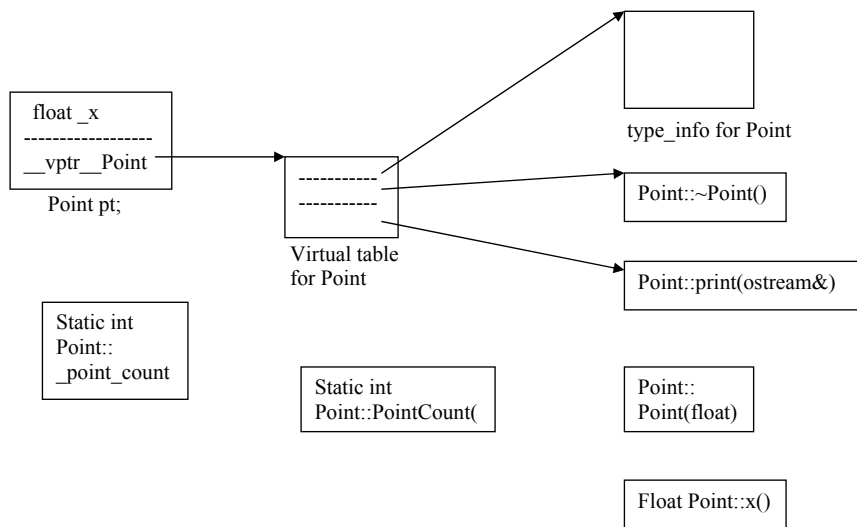 float _x
------------------
__vptr__Point
Point pt;
-----------
-----------
Virtual table
for Point
type_info for Point
Point::~Point()
Point::print(ostream&)
Static int
Point::
_point_count
Static int
Point::PointCount(
Point::
Point(float)
Float Point::x()